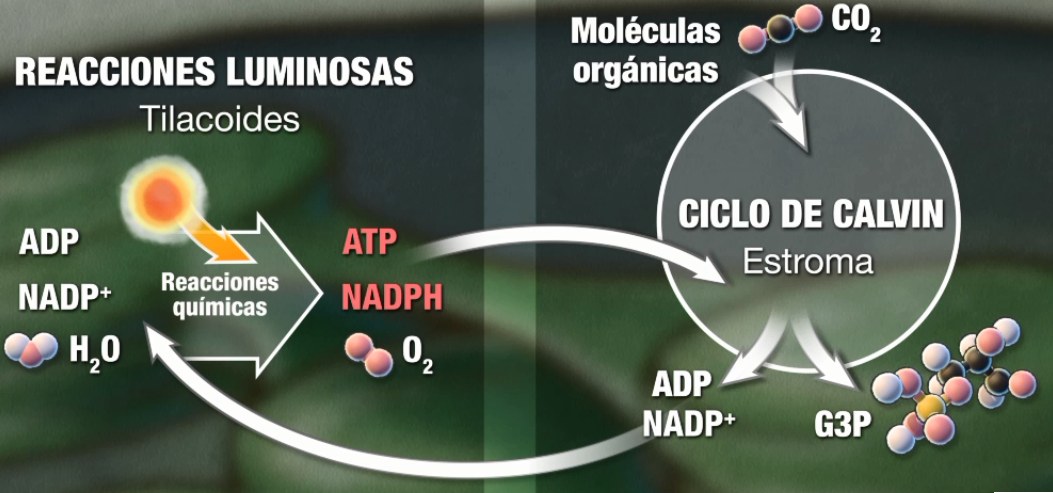 REACCIONES LUMINOSAS
Tilacoides
ADP
NADP⁺
H₂O
Reacciones
químicas
ATP
NADPH
O₂
Moléculas
orgánicas
CO₂
CICLO DE CALVIN
Estroma
ADP
NADP⁺
G3P